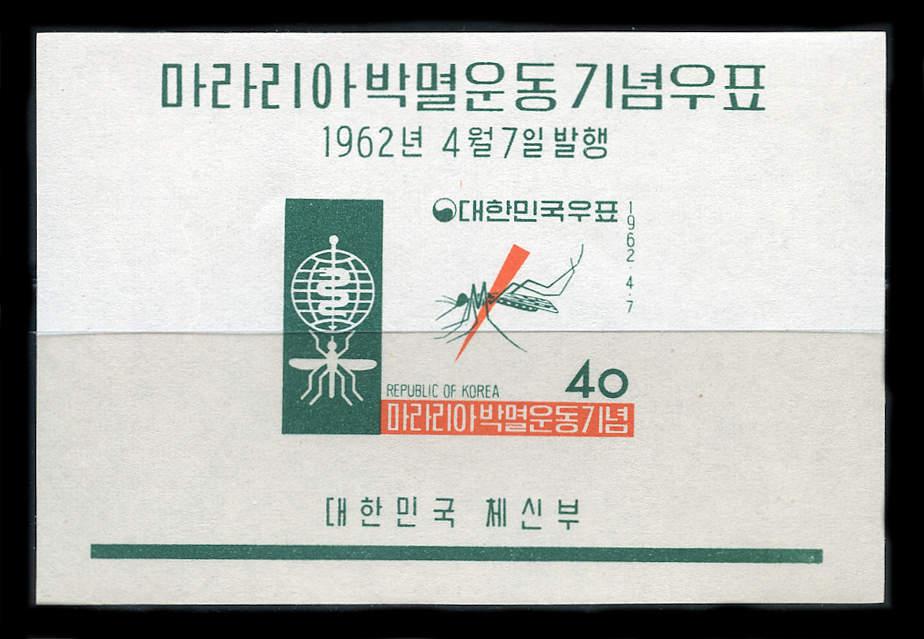 마라리아박멸운동 기념우표
1962년 4월 7일 발행
대한민국우표
1962.4.7
REPUBLIC OF KOREA
40
마라리아박멸운동기념
대한민국 체신부